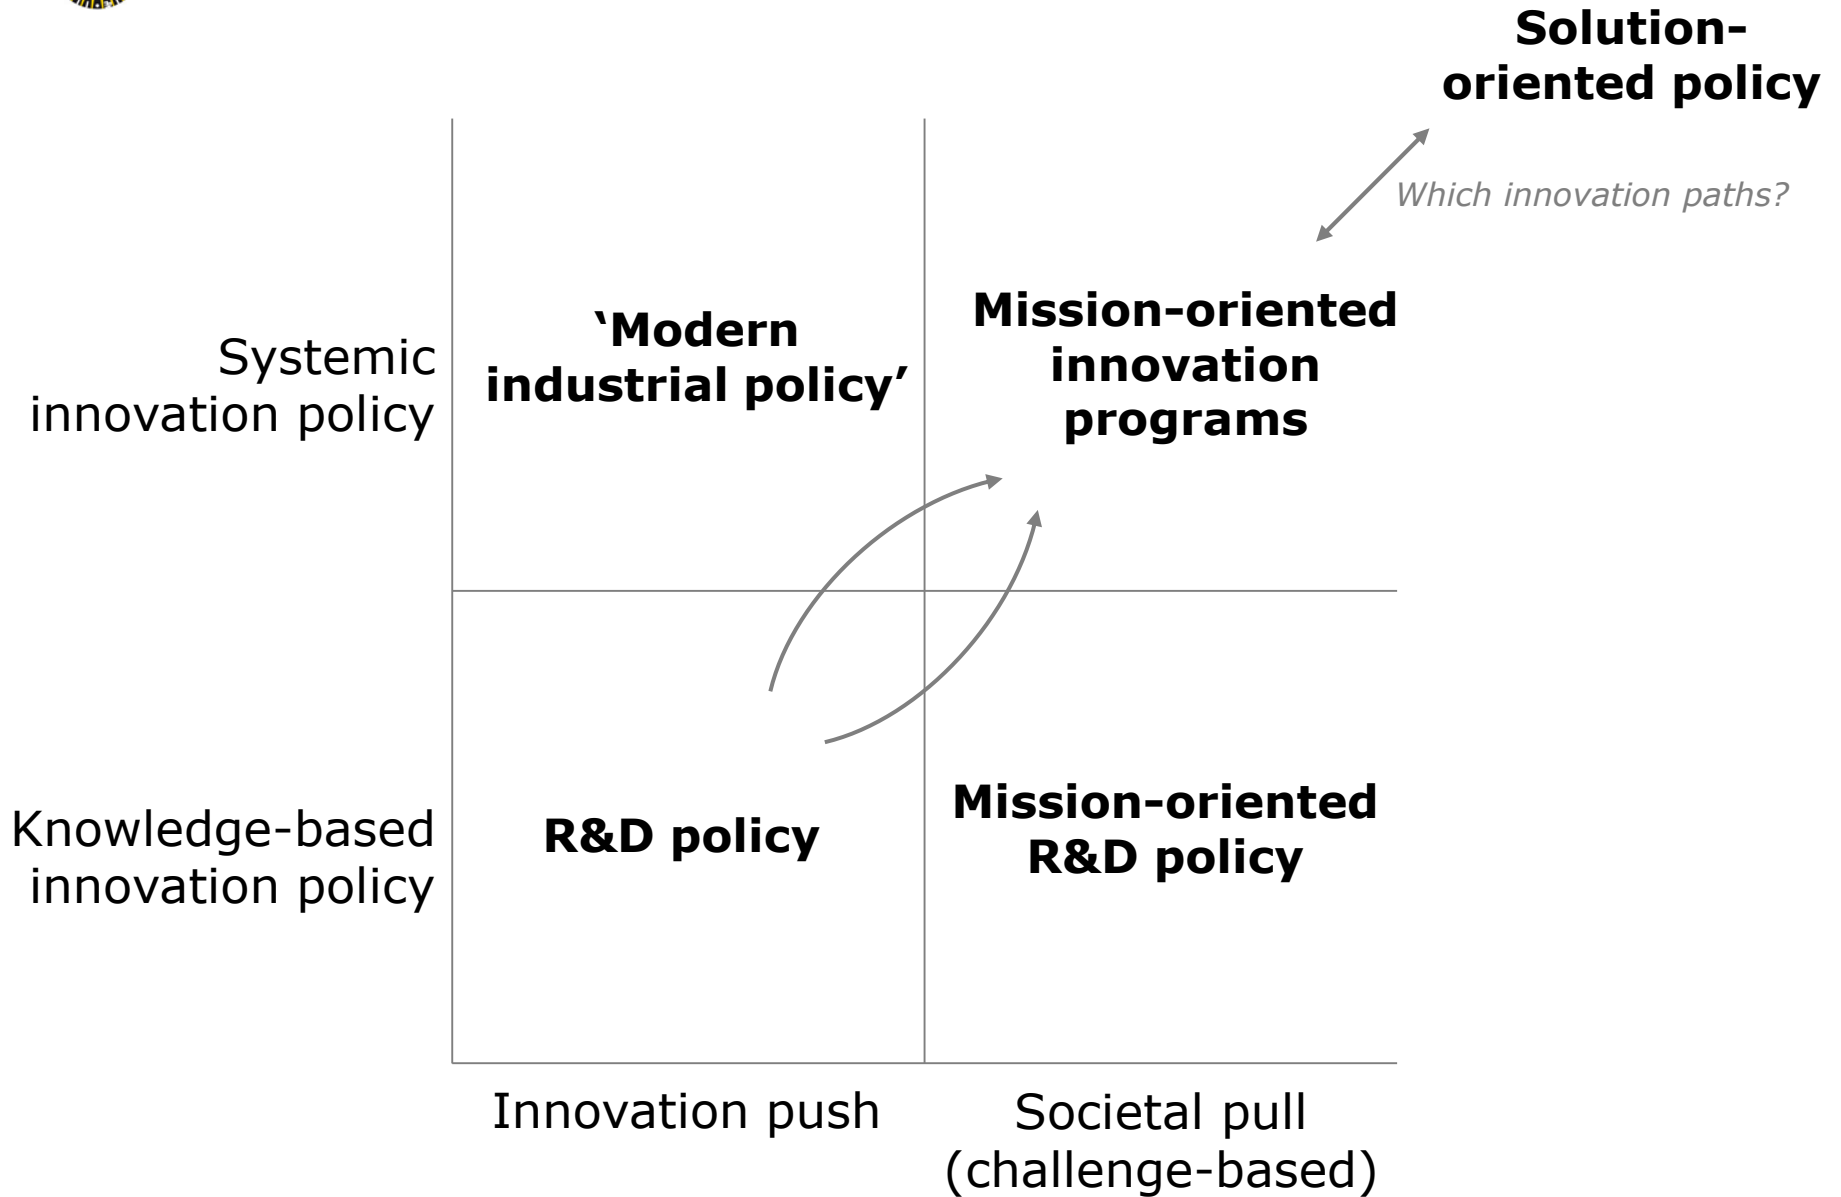 Solution-
oriented policy
Which innovation paths?
Systemic
innovation policy
‘Modern
industrial policy’
Mission-oriented
innovation
programs
Knowledge-based
innovation policy
R&D policy
Mission-oriented
R&D policy
Innovation push
Societal pull
(challenge-based)